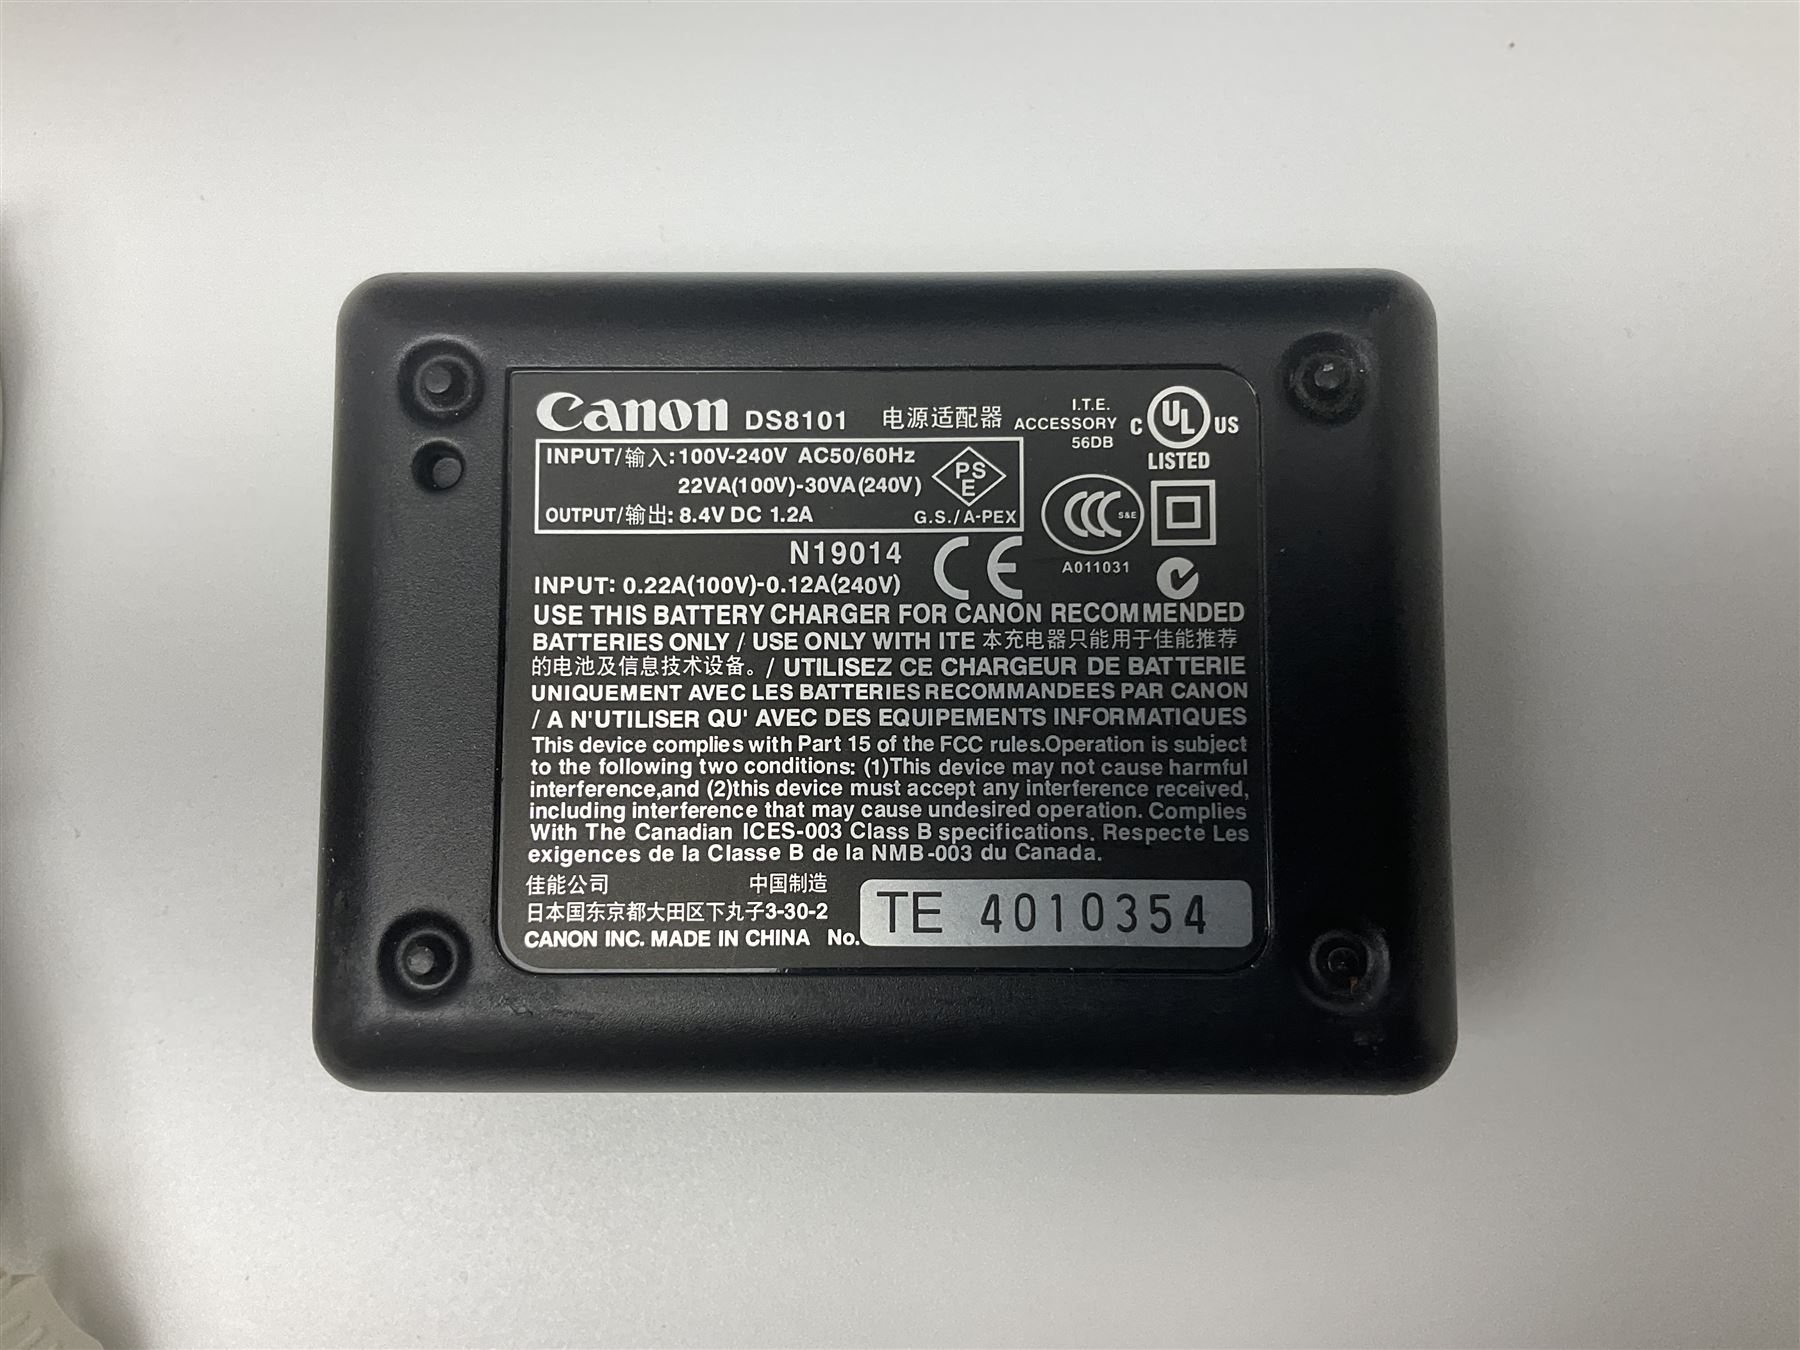 Canon DS8101 电源适配器 I.T.E. ACCESSORY 56DB C UL US LISTED
INPUT/输入:100V-240V AC50/60Hz
22VA(100V)-30VA(240V)
OUTPUT/输出: 8.4V DC 1.2A
PS E
G.S./A-PEX
CCC S&E
A011031
N19014 CE
INPUT: 0.22A(100V)-0.12A(240V)
USE THIS BATTERY CHARGER FOR CANON RECOMMENDED
BATTERIES ONLY / USE ONLY WITH ITE 本充电器只能用于佳能推荐
的电池及信息技术设备。/ UTILISEZ CE CHARGEUR DE BATTERIE
UNIQUEMENT AVEC LES BATTERIES RECOMMANDEES PAR CANON
/ A N'UTILISER QU' AVEC DES EQUIPEMENTS INFORMATIQUES
This device complies with Part 15 of the FCC rules.Operation is subject
to the following two conditions: (1)This device may not cause harmful
interference,and (2)this device must accept any interference received,
including interference that may cause undesired operation. Complies
With The Canadian ICES-003 Class B specifications. Respecte Les
exigences de la Classe B de la NMB-003 du Canada.
佳能公司 中国制造
日本国东京都大田区下丸子3-30-2
CANON INC. MADE IN CHINA No. TE 4010354